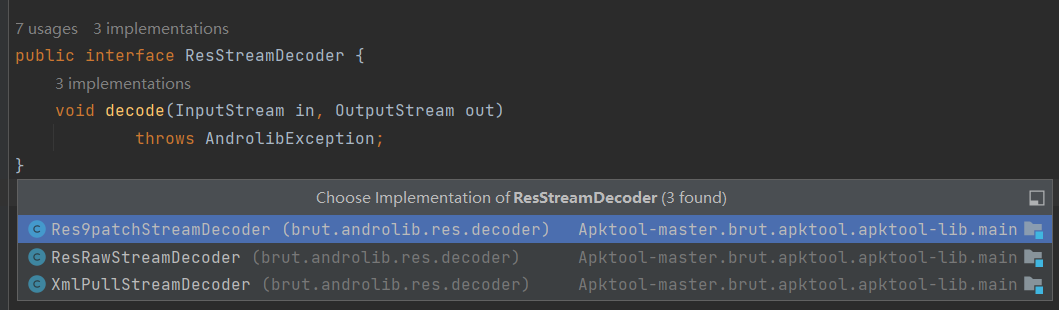 7 usages 3 implementations
public interface ResStreamDecoder {
3 implementations
void decode(InputStream in, OutputStream out)
throws AndrolibException;
}
Choose Implementation of ResStreamDecoder (3 found)
Res9patchStreamDecoder (brut.androlib.res.decoder) Apktool-master.brut.apktool.apktool-lib.main
ResRawStreamDecoder (brut.androlib.res.decoder) Apktool-master.brut.apktool.apktool-lib.main
XmlPullStreamDecoder (brut.androlib.res.decoder) Apktool-master.brut.apktool.apktool-lib.main